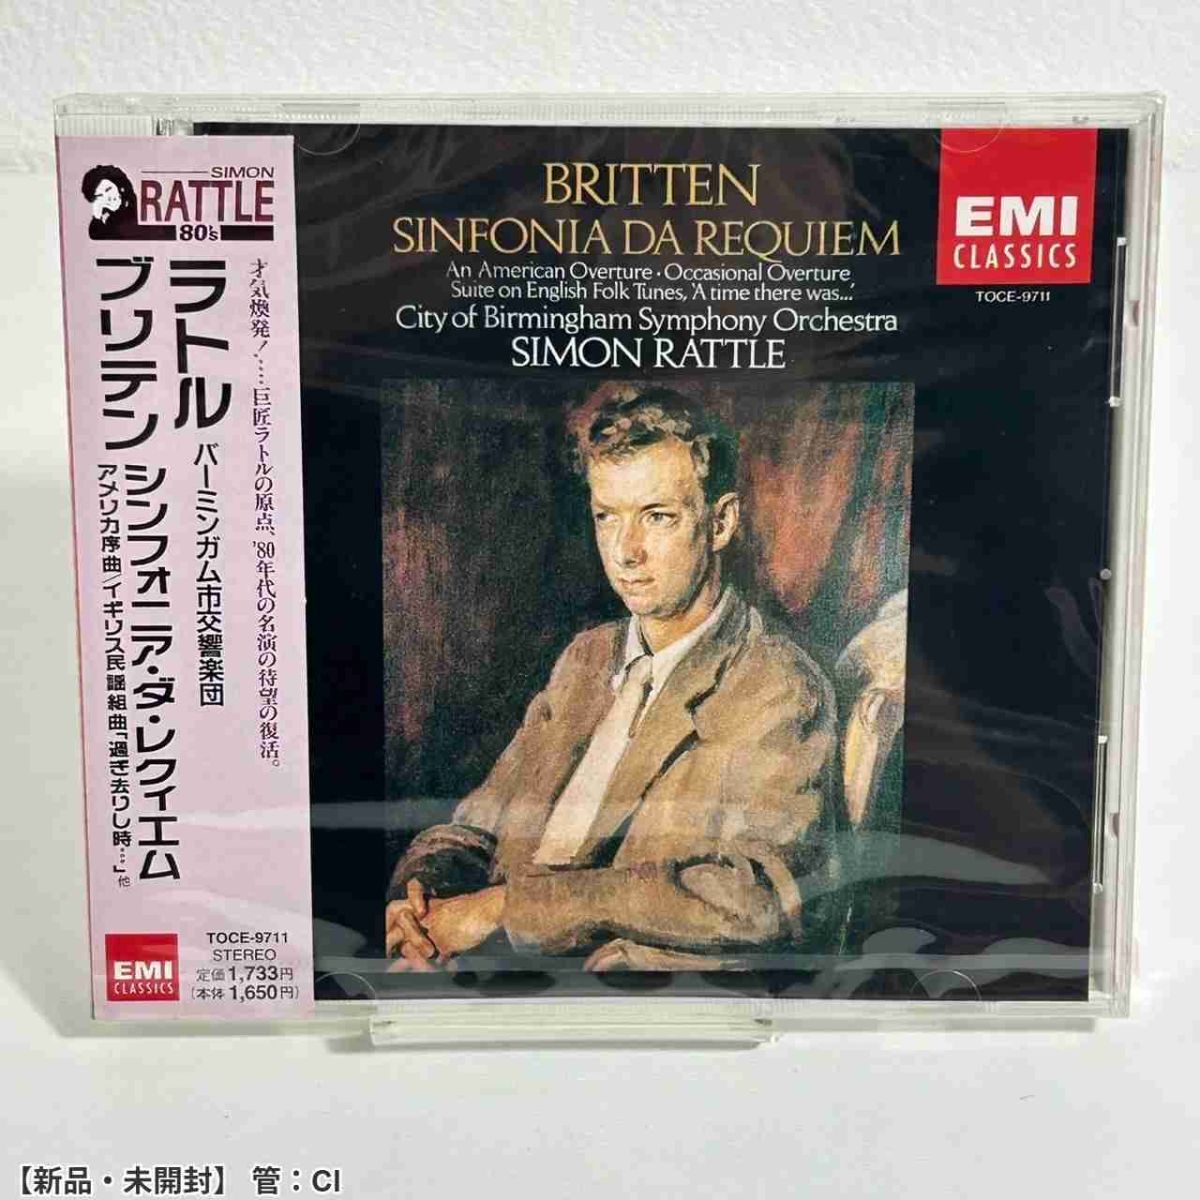 SIMON
RATTLE
80's
才気煥発!……巨匠ラトルの原点、'80年代の名演の待望の復活。
ラトル バーミンガム市交響楽団
ブリテン シンフォニア・ダ・レクィエム
アメリカ序曲/イギリス民謡組曲「過ぎ去りし時…」他
TOCE-9711
STEREO
定価1,733円
(本体1,650円)
EMI
CLASSICS
BRITTEN
SINFONIA DA REQUIEM
An American Overture · Occasional Overture
Suite on English Folk Tunes, 'A time there was...'
City of Birmingham Symphony Orchestra
SIMON RATTLE
EMI
CLASSICS
TOCE-9711
【新品・未開封】 管:CI